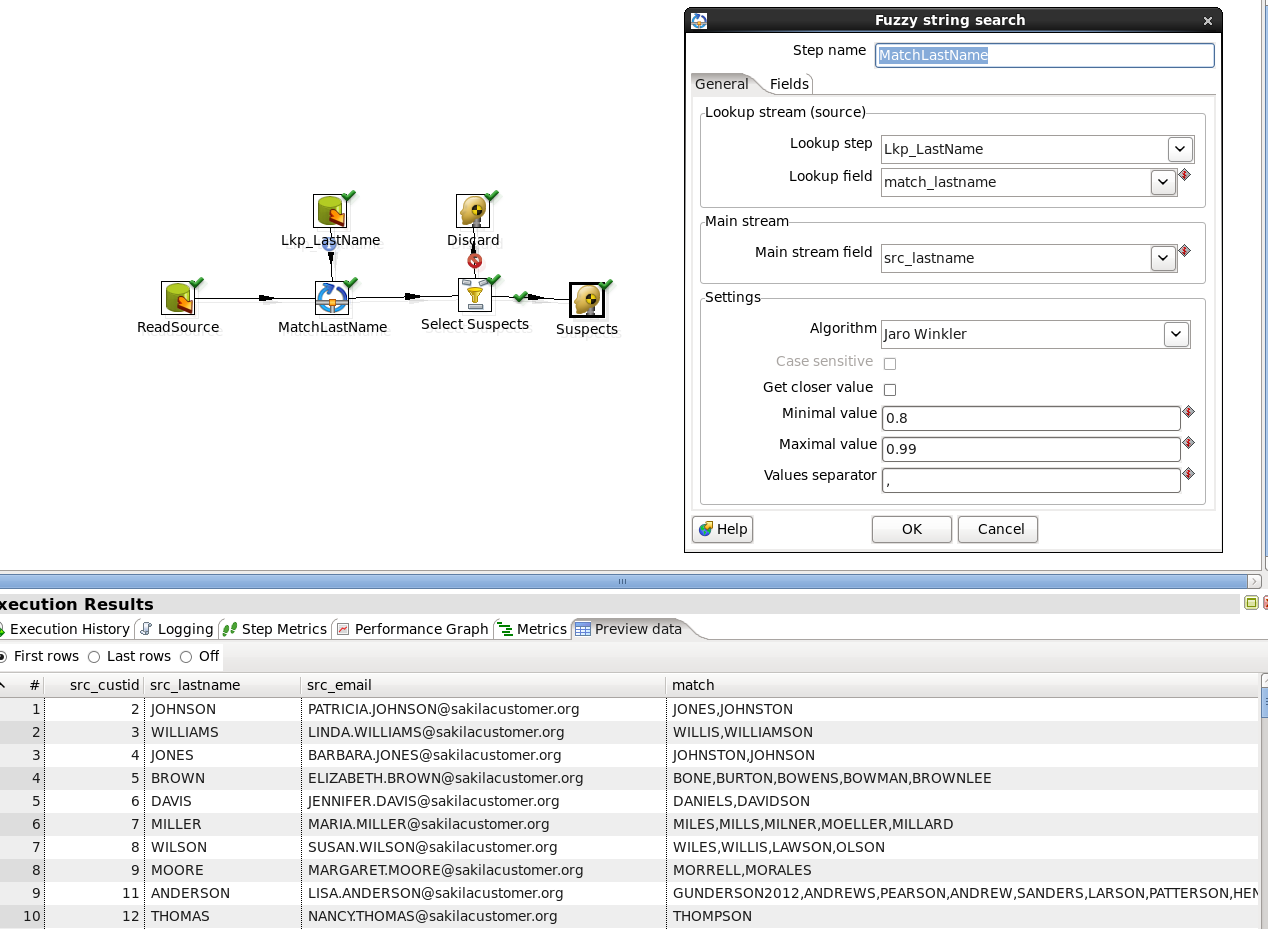 Fuzzy string search
Step name MatchLastName
General Fields
Lookup stream (source)
Lookup step Lkp_LastName
Lookup field match_lastname
Main stream
Main stream field src_lastname
Settings
Algorithm Jaro Winkler
Case sensitive
Get closer value
Minimal value 0.8
Maximal value 0.99
Values separator ,
Help OK Cancel
Lkp_LastName Discard
ReadSource MatchLastName Select Suspects Suspects
xecution Results
Execution History Logging Step Metrics Performance Graph Metrics Preview data
First rows Last rows Off
# src_custid src_lastname src_email match
1 2 JOHNSON PATRICIA.JOHNSON@sakilacustomer.org JONES,JOHNSTON
2 3 WILLIAMS LINDA.WILLIAMS@sakilacustomer.org WILLIS,WILLIAMSON
3 4 JONES BARBARA.JONES@sakilacustomer.org JOHNSTON,JOHNSON
4 5 BROWN ELIZABETH.BROWN@sakilacustomer.org BONE,BURTON,BOWENS,BOWMAN,BROWNLEE
5 6 DAVIS JENNIFER.DAVIS@sakilacustomer.org DANIELS,DAVIDSON
6 7 MILLER MARIA.MILLER@sakilacustomer.org MILES,MILLS,MILNER,MOELLER,MILLARD
7 8 WILSON SUSAN.WILSON@sakilacustomer.org WILES,WILLIS,LAWSON,OLSON
8 9 MOORE MARGARET.MOORE@sakilacustomer.org MORRELL,MORALES
9 11 ANDERSON LISA.ANDERSON@sakilacustomer.org GUNDERSON2012,ANDREWS,PEARSON,ANDREW,SANDERS,LARSON,PATTERSON,HEN
10 12 THOMAS NANCY.THOMAS@sakilacustomer.org THOMPSON